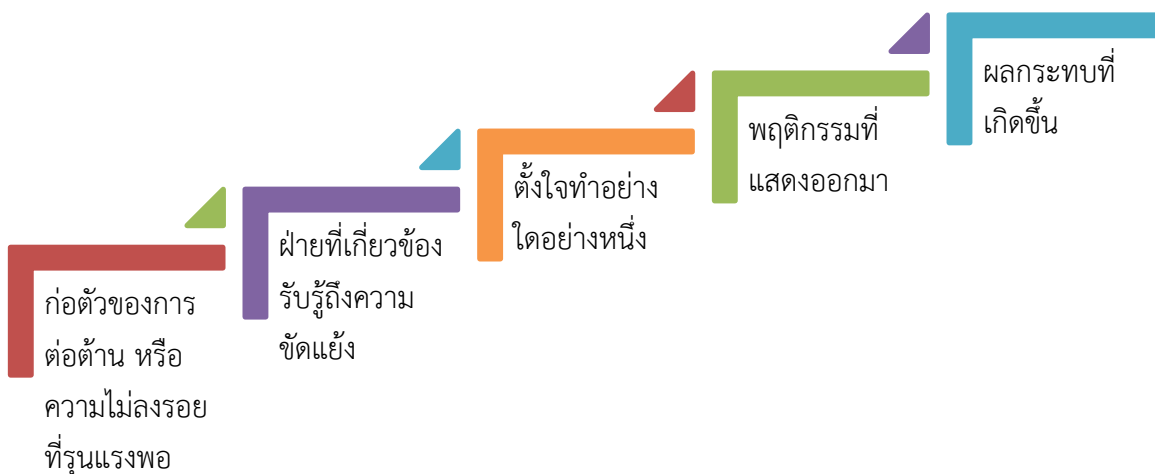 ก่อตัวของการ
ต่อต้าน หรือ
ความไม่ลงรอย
ที่รุนแรงพอ
ฝ่ายที่เกี่ยวข้อง
รับรู้ถึงความ
ขัดแย้ง
ตั้งใจทำอย่าง
ใดอย่างหนึ่ง
พฤติกรรมที่
แสดงออกมา
ผลกระทบที่
เกิดขึ้น